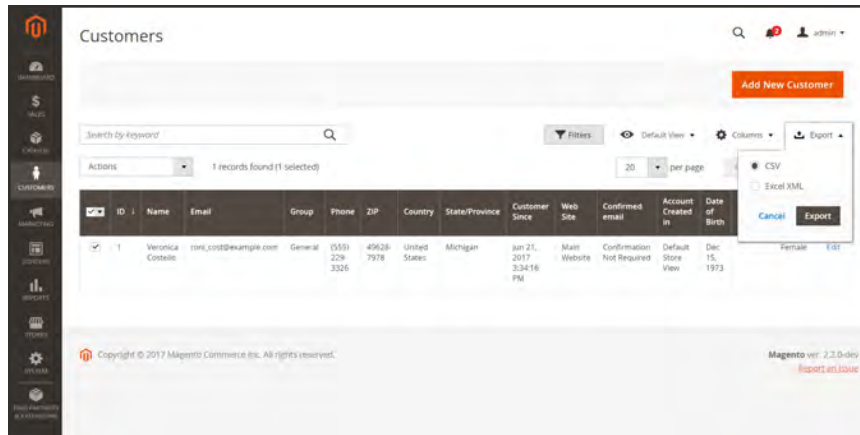 Customers
2
admin
DASHBOARD
SALES
CATALOG
CUSTOMERS
MARKETING
CONTENT
REPORTS
STORES
SYSTEM
FIND PARTNERS
& EXTENSIONS
Add New Customer
Search by keyword
Filters
Default View
Columns
Export
Actions
1 records found (1 selected)
20
per page
CSV
Excel XML
Cancel
Export
ID
Name
Email
Group
Phone
ZIP
Country
State/Province
Customer
Since
Web
Site
Confirmed
email
Account
Created
in
Date
of
Birth
1
Veronica
Costello
roni_cost@example.com
General
(555)
229-
3326
49628-
7978
United
States
Michigan
Jun 21,
2017
3:34:16
PM
Main
Website
Confirmation
Not Required
Default
Store
View
Dec
15,
1973
Female
Edit
Copyright © 2017 Magento Commerce Inc. All rights reserved.
Magento ver. 2.2.0-dev
Report an Issue